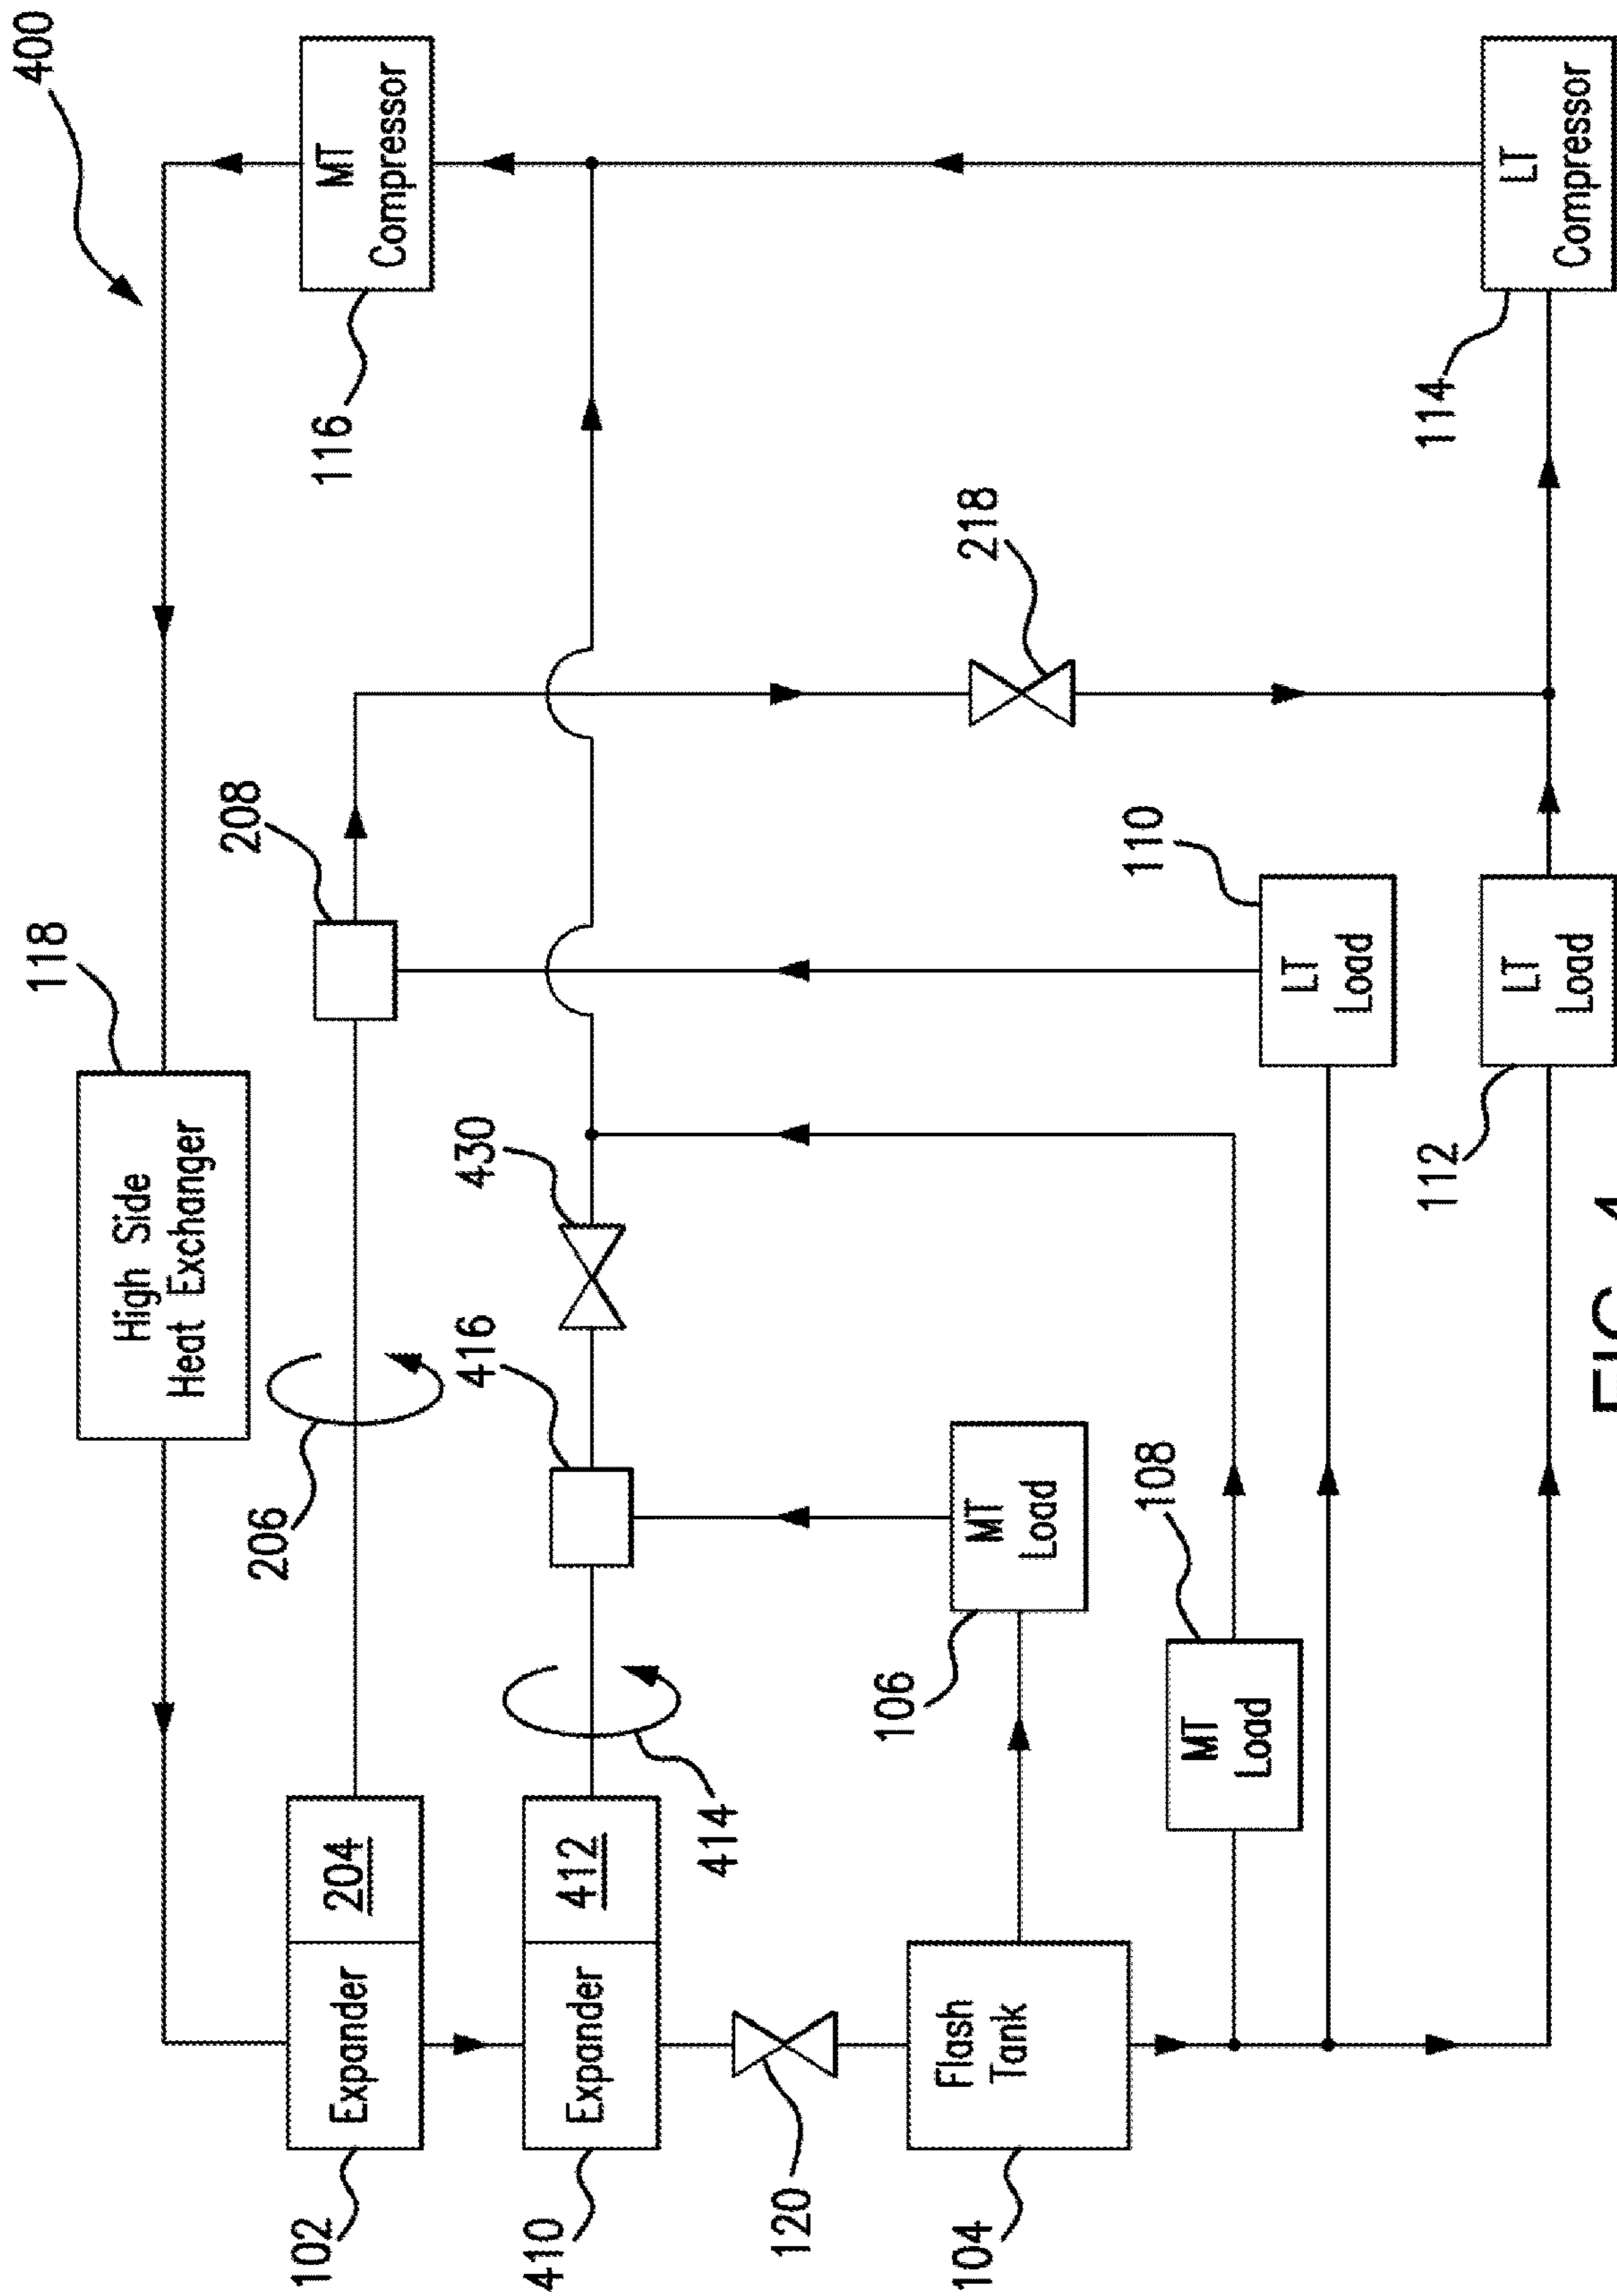 400
118
High Side
Heat Exchanger
MT
Compressor
116
208
206
Expander
204
102
430
416
Expander
412
410
414
218
120
MT
Load
106
Flash
Tank
104
110
LT
Load
108
MT
Load
114
LT
Compressor
112
LT
Load